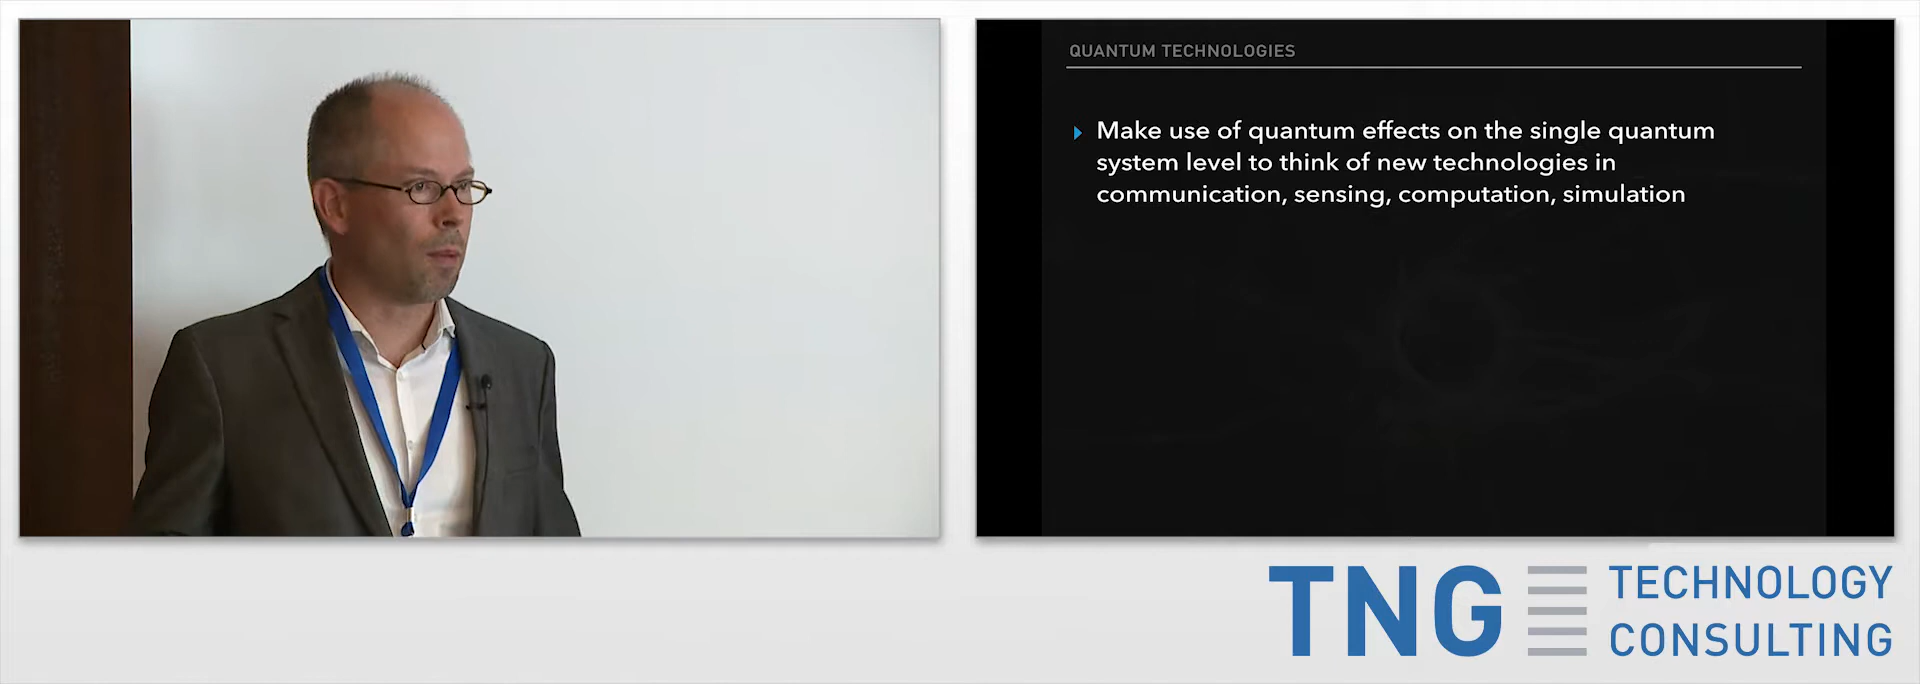 QUANTUM TECHNOLOGIES
Make use of quantum effects on the single quantum
system level to think of new technologies in
communication, sensing, computation, simulation
TNG TECHNOLOGY
CONSULTING